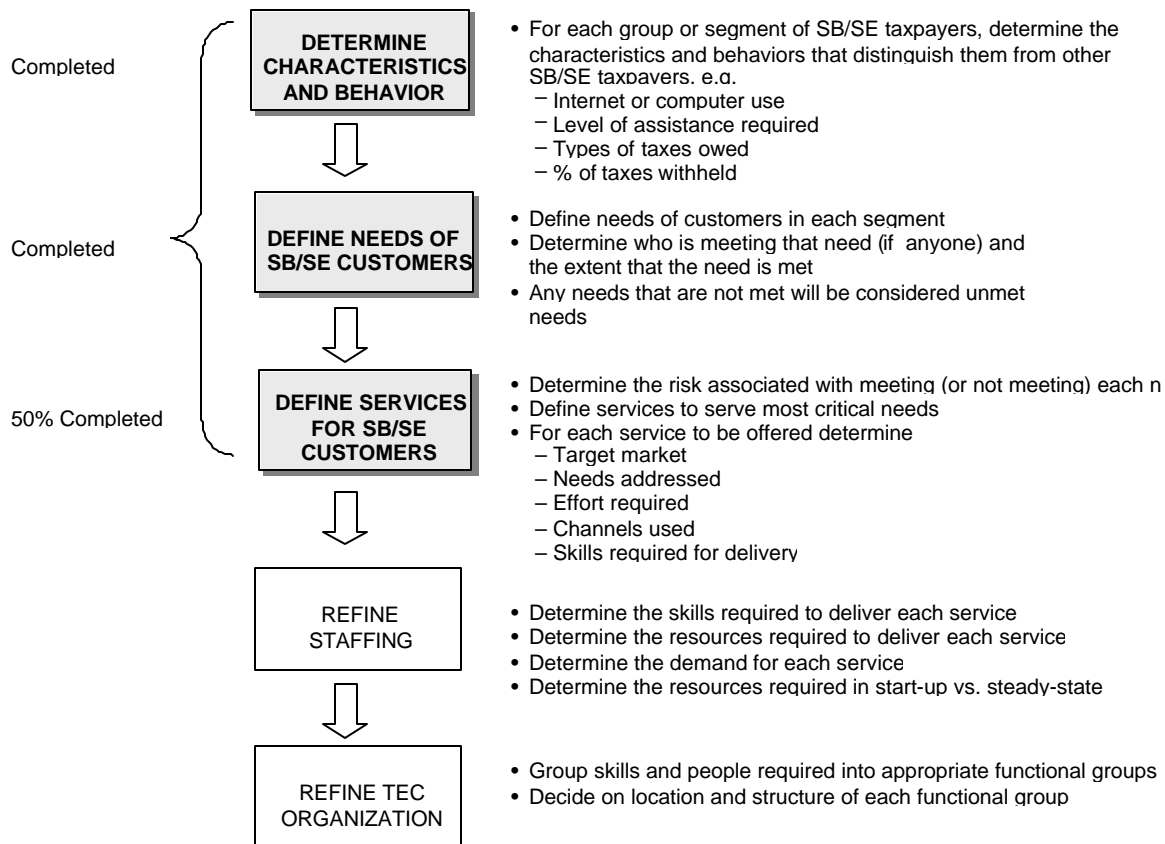 Completed
DETERMINE
CHARACTERISTICS
AND BEHAVIOR
• For each group or segment of SB/SE taxpayers, determine the
characteristics and behaviors that distinguish them from other
SB/SE taxpayers, e.g.
– Internet or computer use
– Level of assistance required
– Types of taxes owed
– % of taxes withheld
Completed
DEFINE NEEDS OF
SB/SE CUSTOMERS
• Define needs of customers in each segment
• Determine who is meeting that need (if anyone) and
the extent that the need is met
• Any needs that are not met will be considered unmet
needs
50% Completed
DEFINE SERVICES
FOR SB/SE
CUSTOMERS
• Determine the risk associated with meeting (or not meeting) each n
• Define services to serve most critical needs
• For each service to be offered determine
– Target market
– Needs addressed
– Effort required
– Channels used
– Skills required for delivery
REFINE
STAFFING
• Determine the skills required to deliver each service
• Determine the resources required to deliver each service
• Determine the demand for each service
• Determine the resources required in start-up vs. steady-state
REFINE TEC
ORGANIZATION
• Group skills and people required into appropriate functional groups
• Decide on location and structure of each functional group